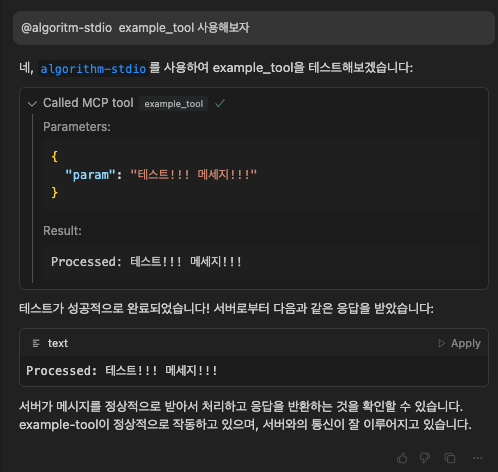 @algoritm-stdio example_tool 사용해보자
네, algorithm-stdio를 사용하여 example_tool을 테스트해보겠습니다:
Called MCP tool example_tool
Parameters:
{
"param": "테스트!!! 메세지!!!"
}
Result:
Processed: 테스트!!! 메세지!!!
테스트가 성공적으로 완료되었습니다! 서버로부터 다음과 같은 응답을 받았습니다:
text Apply
Processed: 테스트!!! 메세지!!!
서버가 메시지를 정상적으로 받아서 처리하고 응답을 반환하는 것을 확인할 수 있습니다.
example-tool이 정상적으로 작동하고 있으며, 서버와의 통신이 잘 이루어지고 있습니다.